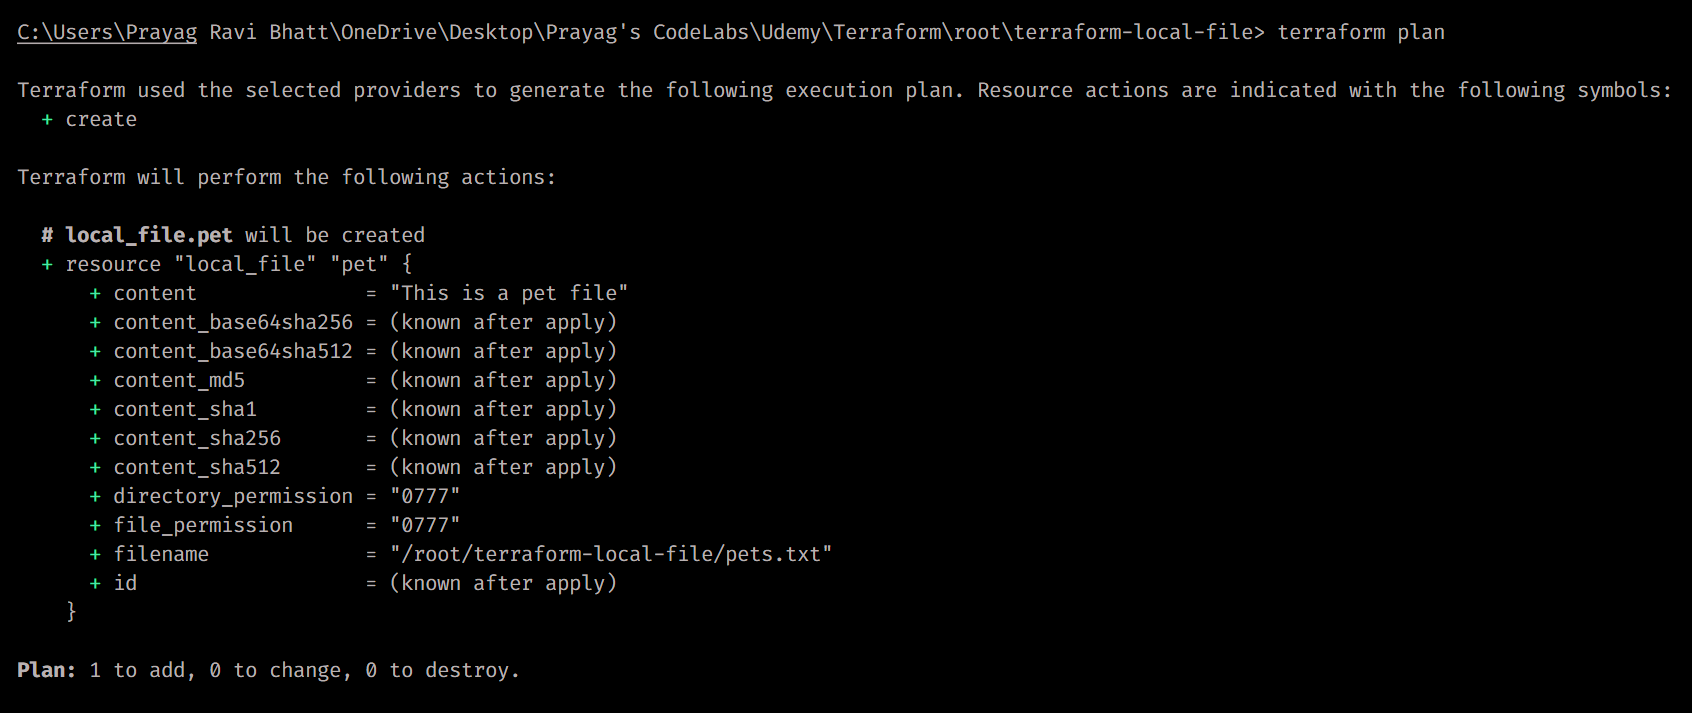 C:\Users\Prayag Ravi Bhatt\OneDrive\Desktop\Prayag's CodeLabs\Udemy\Terraform\root\terraform-local-file> terraform plan
Terraform used the selected providers to generate the following execution plan. Resource actions are indicated with the following symbols:
  + create
Terraform will perform the following actions:
  # local_file.pet will be created
  + resource "local_file" "pet" {
      + content              = "This is a pet file"
      + content_base64sha256 = (known after apply)
      + content_base64sha512 = (known after apply)
      + content_md5          = (known after apply)
      + content_sha1         = (known after apply)
      + content_sha256       = (known after apply)
      + content_sha512       = (known after apply)
      + directory_permission = "0777"
      + file_permission      = "0777"
      + filename             = "/root/terraform-local-file/pets.txt"
      + id                   = (known after apply)
    }
Plan: 1 to add, 0 to change, 0 to destroy.